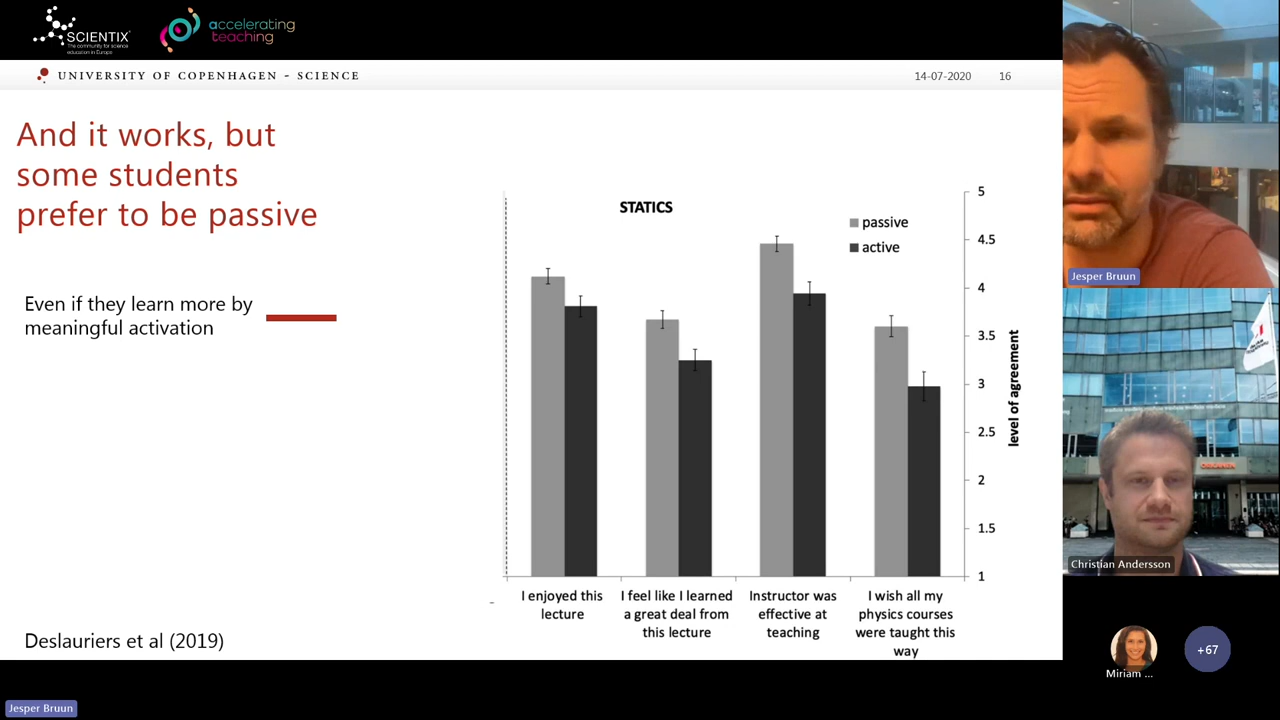 SCIENTIX
The community for science
education in Europe
accelerating
teaching
UNIVERSITY OF COPENHAGEN - SCIENCE
14-07-2020 16
And it works, but
some students
prefer to be passive
Even if they learn more by
meaningful activation
Deslauriers et al (2019)
STATICS
passive
active
5
4.5
4
3.5
3
2.5
2
1.5
1
level of agreement
I enjoyed this
lecture
I feel like I learned
a great deal from
this lecture
Instructor was
effective at
teaching
I wish all my
physics courses
were taught this
way
Jesper Bruun
ORKANEN
Christian Andersson
Miriam ...
+67
Jesper Bruun